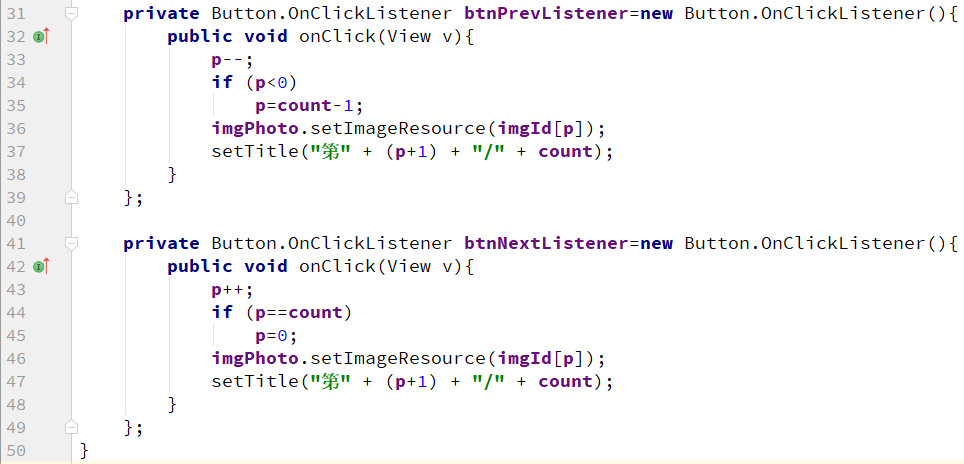 31 private Button.OnClickListener btnPrevListener=new Button.OnClickListener(){
32 public void onClick(View v){
33 p--;
34 if (p<0)
35 p=count-1;
36 imgPhoto.setImageResource(imgId[p]);
37 setTitle("第" + (p+1) + "/" + count);
38 }
39 };
40
41 private Button.OnClickListener btnNextListener=new Button.OnClickListener(){
42 public void onClick(View v){
43 p++;
44 if (p==count)
45 p=0;
46 imgPhoto.setImageResource(imgId[p]);
47 setTitle("第" + (p+1) + "/" + count);
48 }
49 };
50 }